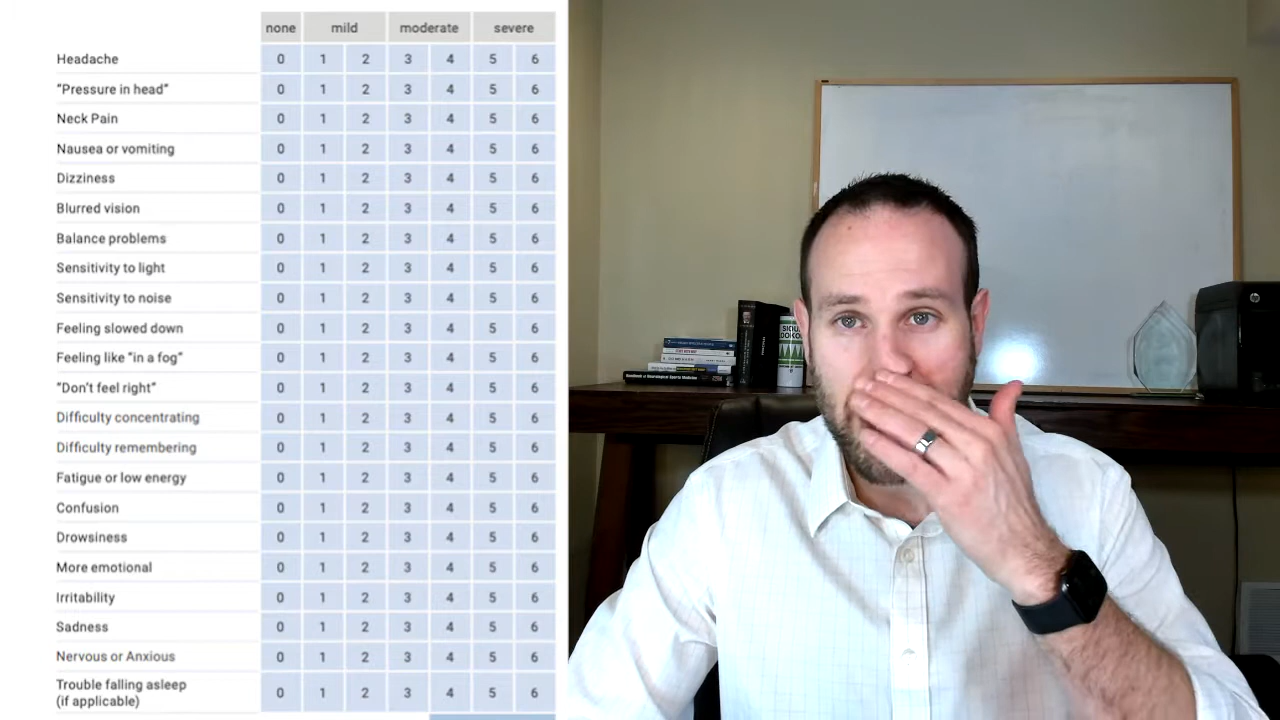 none mild moderate severe
Headache 0 1 2 3 4 5 6
“Pressure in head” 0 1 2 3 4 5 6
Neck Pain 0 1 2 3 4 5 6
Nausea or vomiting 0 1 2 3 4 5 6
Dizziness 0 1 2 3 4 5 6
Blurred vision 0 1 2 3 4 5 6
Balance problems 0 1 2 3 4 5 6
Sensitivity to light 0 1 2 3 4 5 6
Sensitivity to noise 0 1 2 3 4 5 6
Feeling slowed down 0 1 2 3 4 5 6
Feeling like “in a fog” 0 1 2 3 4 5 6
“Don’t feel right” 0 1 2 3 4 5 6
Difficulty concentrating 0 1 2 3 4 5 6
Difficulty remembering 0 1 2 3 4 5 6
Fatigue or low energy 0 1 2 3 4 5 6
Confusion 0 1 2 3 4 5 6
Drowsiness 0 1 2 3 4 5 6
More emotional 0 1 2 3 4 5 6
Irritability 0 1 2 3 4 5 6
Sadness 0 1 2 3 4 5 6
Nervous or Anxious 0 1 2 3 4 5 6
Trouble falling asleep
(if applicable) 0 1 2 3 4 5 6
hp